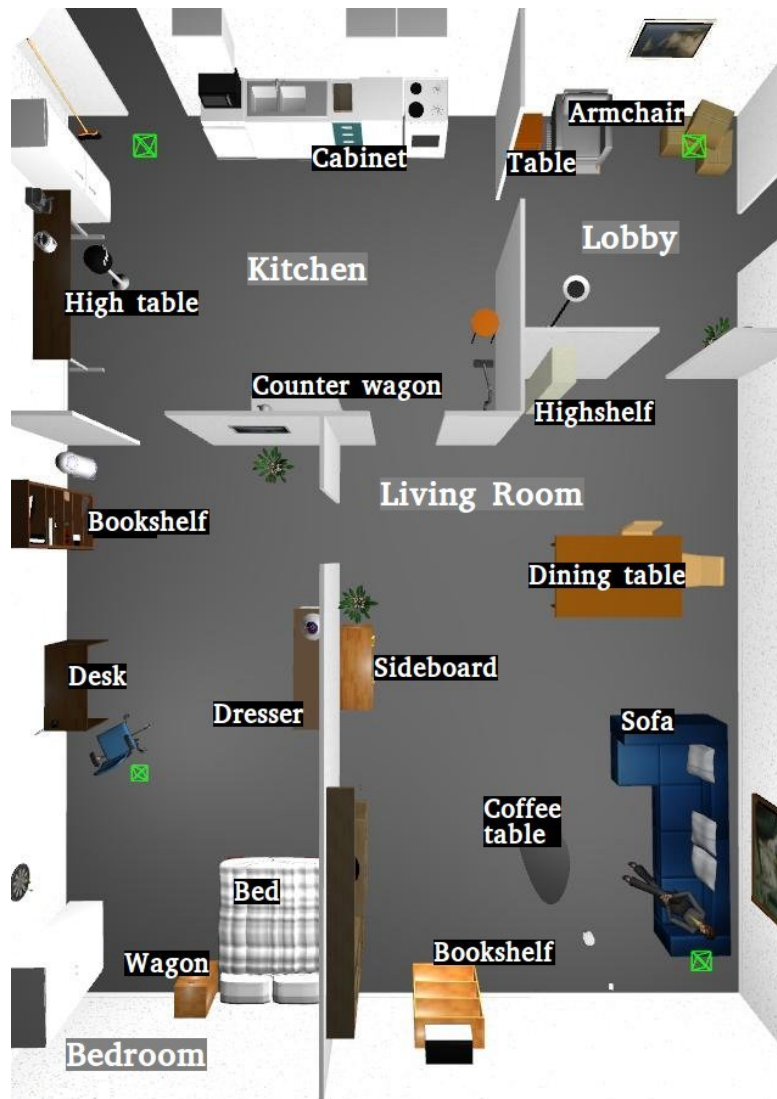 Armchair
Cabinet
Table
Lobby
Kitchen
High table
Counter wagon
Highshelf
Living Room
Bookshelf
Dining table
Desk
Sideboard
Dresser
Sofa
Coffee
table
Bed
Bookshelf
Wagon
Bedroom